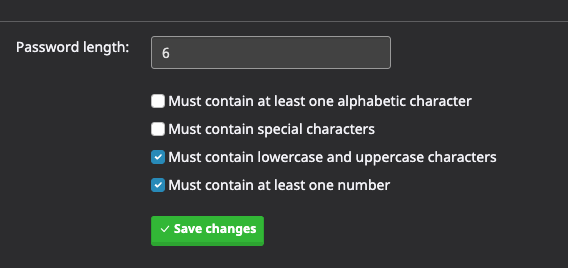 Password length:
6
Must contain at least one alphabetic character
Must contain special characters
Must contain lowercase and uppercase characters
Must contain at least one number
Save changes